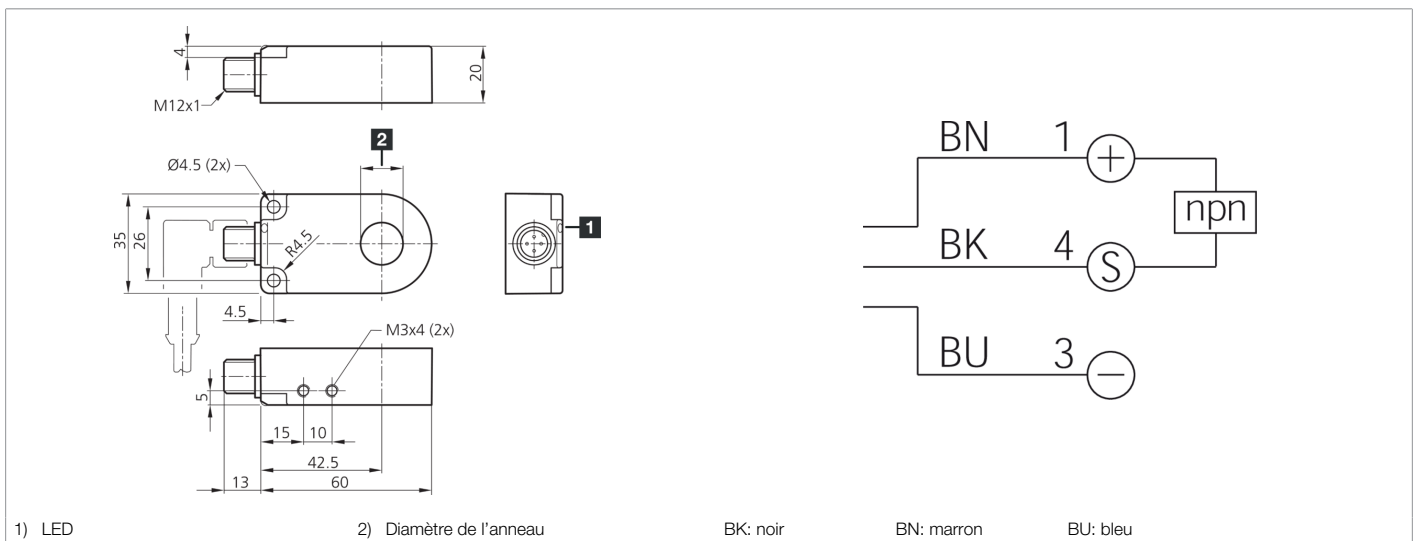 4
20
M12x1
2
Ø4.5 (2x)
35
26
R4.5
1
4.5
M3x4 (2x)
5
15
10
42.5
13
60
BN 1 +
npn
BK 4 S
BU 3 −
1) LED 2) Diamètre de l'anneau BK: noir BN: marron BU: bleu